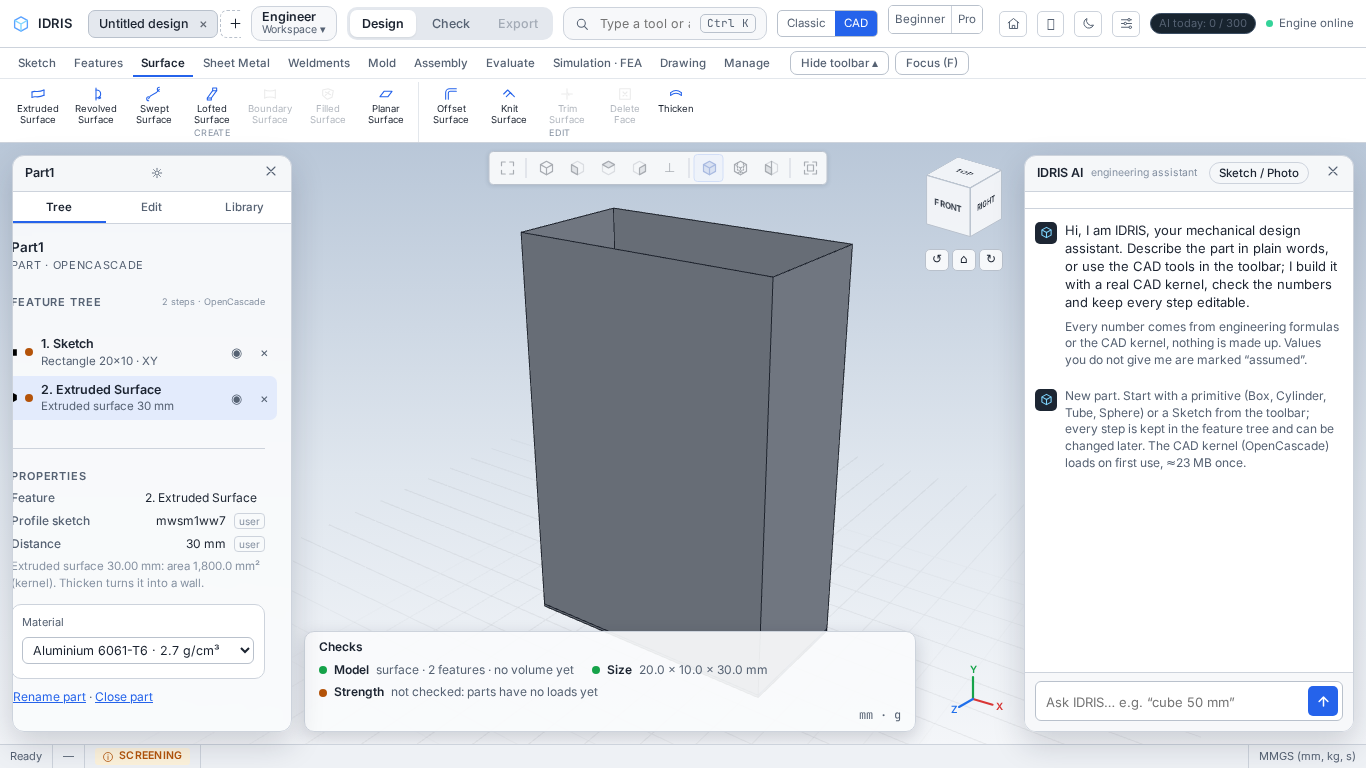 IDRIS
Untitled design ×
+
Engineer
Workspace ▾
Design Check Export
Type a tool or a Ctrl K
Classic CAD
Beginner Pro
AI today: 0 / 300
Engine online
Sketch Features Surface Sheet Metal Weldments Mold Assembly Evaluate Simulation · FEA Drawing Manage Hide toolbar ▴ Focus (F)
Extruded Surface
Revolved Surface
Swept Surface
Lofted Surface
Boundary Surface
Filled Surface
Planar Surface
CREATE
Offset Surface
Knit Surface
Trim Surface
Delete Face
Thicken
EDIT
Part1
Tree Edit Library
Part1
PART · OPENCASCADE
FEATURE TREE 2 steps · OpenCascade
1. Sketch
Rectangle 20×10 · XY
2. Extruded Surface
Extruded surface 30 mm
PROPERTIES
Feature 2. Extruded Surface
Profile sketch mwsm1ww7 user
Distance 30 mm user
Extruded surface 30.00 mm: area 1,800.0 mm²
(kernel). Thicken turns it into a wall.
Material
Aluminium 6061-T6 · 2.7 g/cm³
Rename part · Close part
TOP
FRONT
RIGHT
Checks
Model surface · 2 features · no volume yet Size 20.0 × 10.0 × 30.0 mm
Strength not checked: parts have no loads yet
mm · g
Y
X
Z
IDRIS AI engineering assistant Sketch / Photo
Hi, I am IDRIS, your mechanical design
assistant. Describe the part in plain words,
or use the CAD tools in the toolbar; I build it
with a real CAD kernel, check the numbers
and keep every step editable.
Every number comes from engineering formulas
or the CAD kernel, nothing is made up. Values
you do not give me are marked “assumed”.
New part. Start with a primitive (Box, Cylinder,
Tube, Sphere) or a Sketch from the toolbar;
every step is kept in the feature tree and can be
changed later. The CAD kernel (OpenCascade)
loads on first use, ≈23 MB once.
Ask IDRIS… e.g. “cube 50 mm”
Ready — SCREENING
MMGS (mm, kg, s)